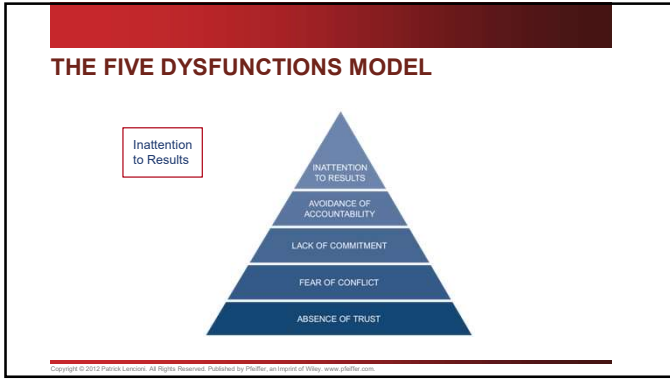 THE FIVE DYSFUNCTIONS MODEL
Inattention
to Results
INATTENTION
TO RESULTS
AVOIDANCE OF
ACCOUNTABILITY
LACK OF COMMITMENT
FEAR OF CONFLICT
ABSENCE OF TRUST
Copyright © 2012 Patrick Lencioni. All Rights Reserved. Published by Pfeiffer, an Imprint of Wiley. www.pfeiffer.com.